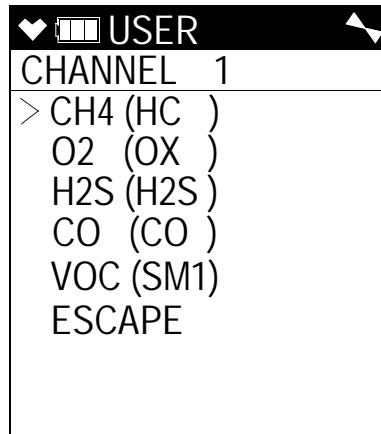 USER
CHANNEL 1
> CH4 (HC )
O2 (OX )
H2S (H2S )
CO (CO )
VOC (SM1)
ESCAPE